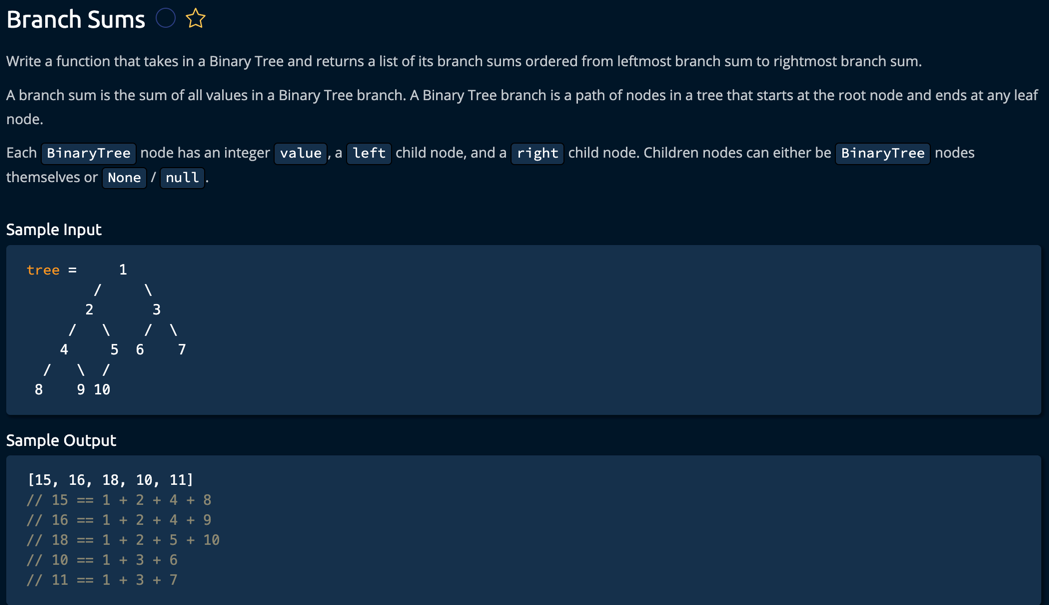 Branch Sums
Write a function that takes in a Binary Tree and returns a list of its branch sums ordered from leftmost branch sum to rightmost branch sum.
A branch sum is the sum of all values in a Binary Tree branch. A Binary Tree branch is a path of nodes in a tree that starts at the root node and ends at any leaf
node.
Each BinaryTree node has an integer value, a left child node, and a right child node. Children nodes can either be BinaryTree nodes
themselves or None / null.
Sample Input
tree =     1
        /     \
       2       3
     /   \   /  \
    4     5 6    7
  /   \  /
 8    9 10
Sample Output
[15, 16, 18, 10, 11]
// 15 == 1 + 2 + 4 + 8
// 16 == 1 + 2 + 4 + 9
// 18 == 1 + 2 + 5 + 10
// 10 == 1 + 3 + 6
// 11 == 1 + 3 + 7